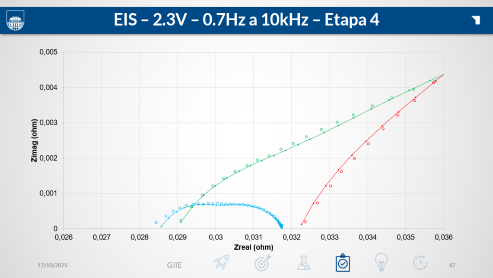 EIS – 2.3V – 0.7Hz a 10kHz – Etapa 4
0,005
0,004
0,003
0,002
0,001
0
Zimag (ohm)
0,026 0,027 0,028 0,029 0,03 0,031 0,032 0,033 0,034 0,035 0,036
Zreal (ohm)
17/10/2025 GIIE 47